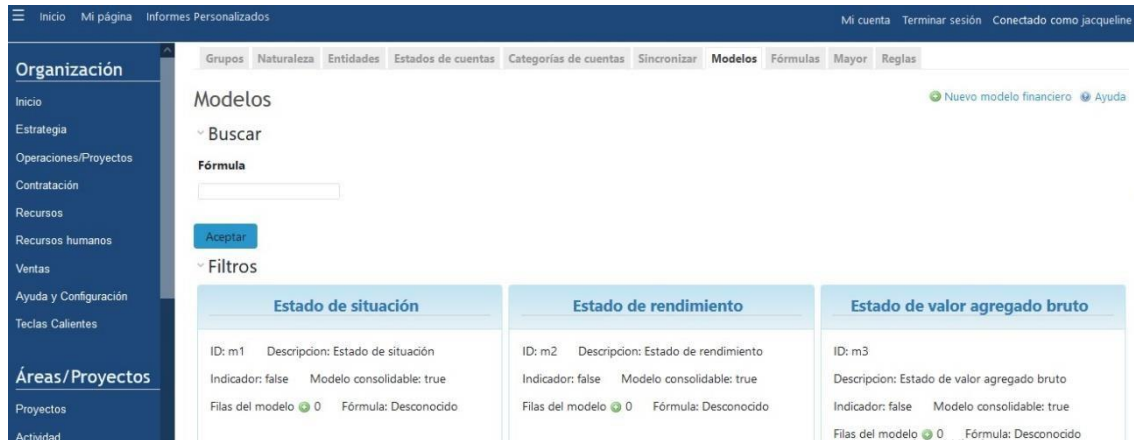 ☰ Inicio Mi página Informes Personalizados Mi cuenta Terminar sesión Conectado como jacqueline
Organización
Inicio
Estrategia
Operaciones/Proyectos
Contratación
Recursos
Recursos humanos
Ventas
Ayuda y Configuración
Teclas Calientes
Áreas/Proyectos
Proyectos
Actividad
Grupos Naturaleza Entidades Estados de cuentas Categorías de cuentas Sincronizar Modelos Fórmulas Mayor Reglas
Modelos
Nuevo modelo financiero Ayuda
Buscar
Fórmula
Aceptar
Filtros
Estado de situación
ID: m1 Descripcion: Estado de situación
Indicador: false Modelo consolidable: true
Filas del modelo 0 Fórmula: Desconocido
Estado de rendimiento
ID: m2 Descripcion: Estado de rendimiento
Indicador: false Modelo consolidable: true
Filas del modelo 0 Fórmula: Desconocido
Estado de valor agregado bruto
ID: m3
Descripcion: Estado de valor agregado bruto
Indicador: false Modelo consolidable: true
Filas del modelo 0 Fórmula: Desconocido